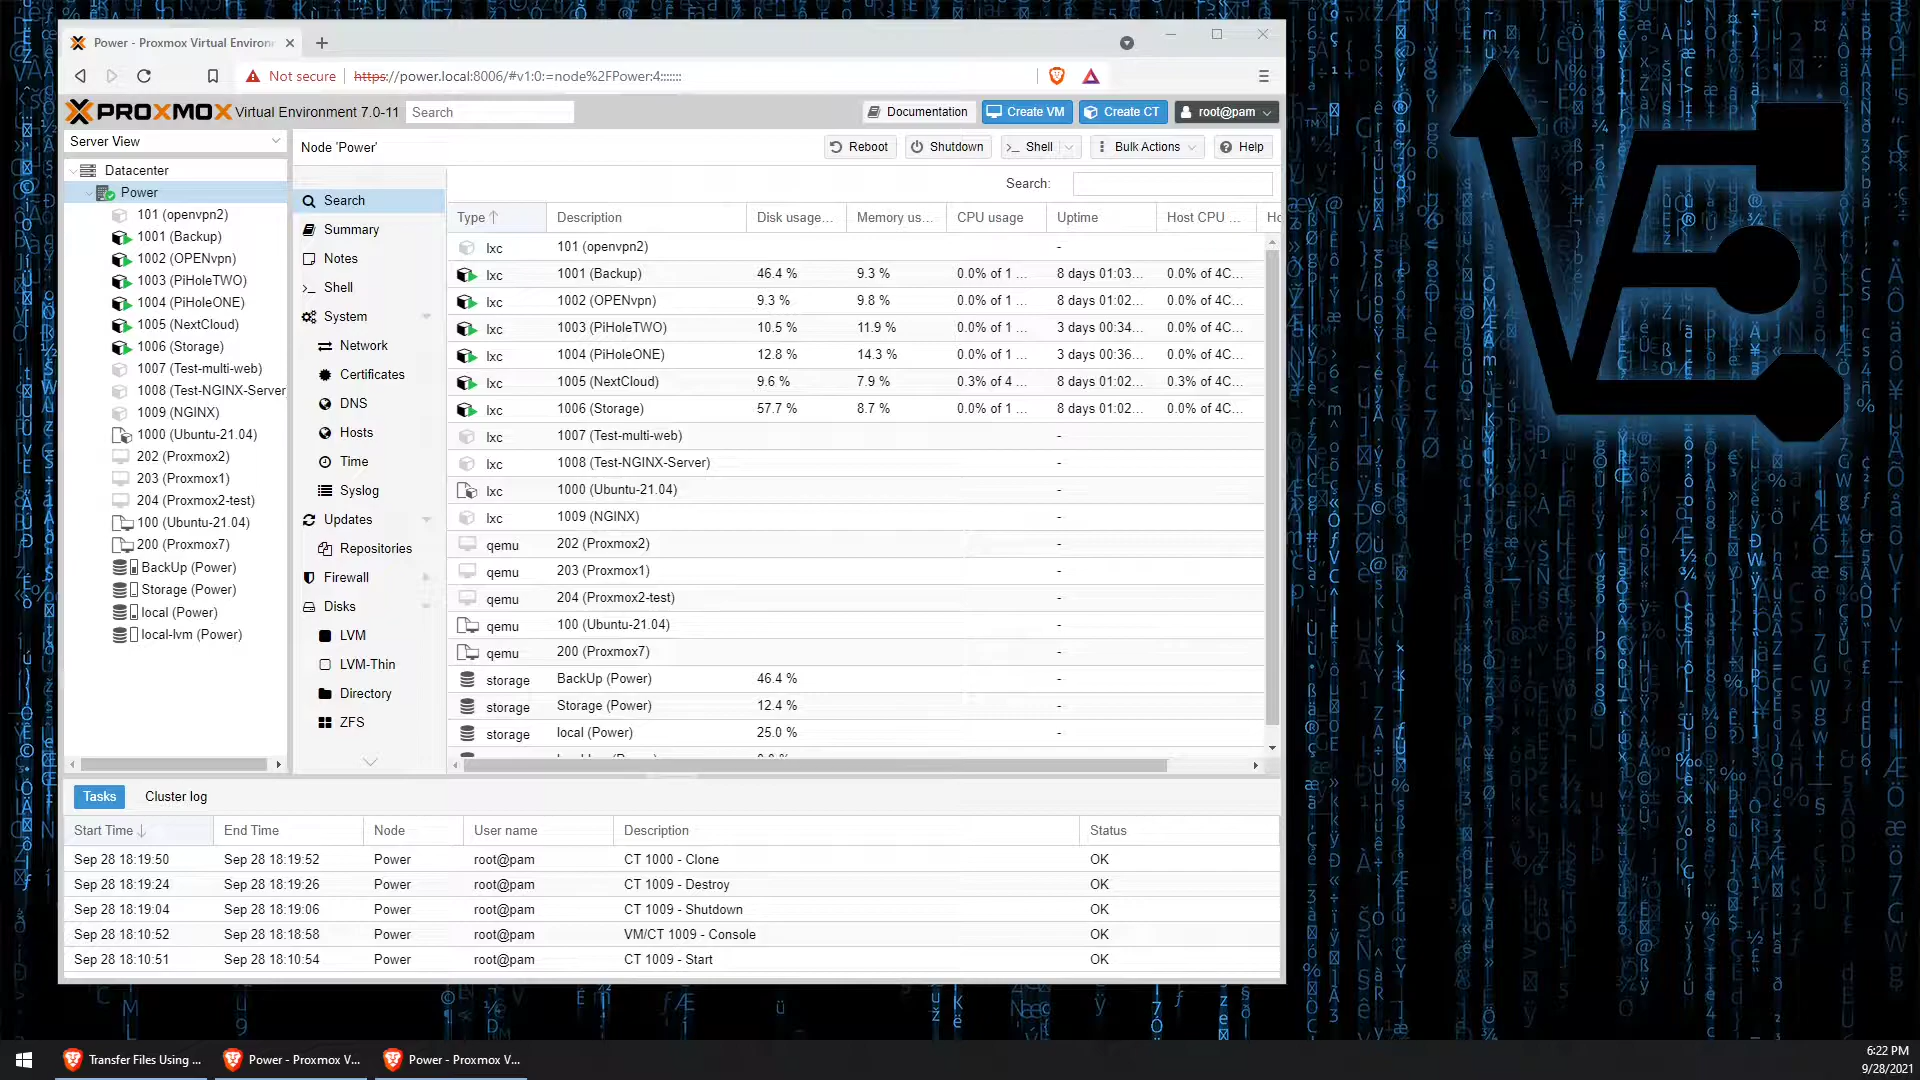 Power - Proxmox Virtual Environ
Not secure https://power.local:8006/#v1:0:=node%2FPower:4:::::::
PROXMOX Virtual Environment 7.0-11 Search Documentation Create VM Create CT root@pam
Server View
Node 'Power' Reboot Shutdown Shell Bulk Actions Help
Datacenter
Power
101 (openvpn2)
1001 (Backup)
1002 (OPENvpn)
1003 (PiHoleTWO)
1004 (PiHoleONE)
1005 (NextCloud)
1006 (Storage)
1007 (Test-multi-web)
1008 (Test-NGINX-Server
1009 (NGINX)
1000 (Ubuntu-21.04)
202 (Proxmox2)
203 (Proxmox1)
204 (Proxmox2-test)
100 (Ubuntu-21.04)
200 (Proxmox7)
BackUp (Power)
Storage (Power)
local (Power)
local-lvm (Power)
Search
Summary
Notes
Shell
System
Network
Certificates
DNS
Hosts
Time
Syslog
Updates
Repositories
Firewall
Disks
LVM
LVM-Thin
Directory
ZFS
Search:
Type Description Disk usage... Memory us... CPU usage Uptime Host CPU ... Ho
lxc 101 (openvpn2) -
lxc 1001 (Backup) 46.4 % 9.3 % 0.0% of 1 ... 8 days 01:03... 0.0% of 4C...
lxc 1002 (OPENvpn) 9.3 % 9.8 % 0.0% of 1 ... 8 days 01:02... 0.0% of 4C...
lxc 1003 (PiHoleTWO) 10.5 % 11.9 % 0.0% of 1 ... 3 days 00:34... 0.0% of 4C...
lxc 1004 (PiHoleONE) 12.8 % 14.3 % 0.0% of 1 ... 3 days 00:36... 0.0% of 4C...
lxc 1005 (NextCloud) 9.6 % 7.9 % 0.3% of 4 ... 8 days 01:02... 0.3% of 4C...
lxc 1006 (Storage) 57.7 % 8.7 % 0.0% of 1 ... 8 days 01:02... 0.0% of 4C...
lxc 1007 (Test-multi-web) -
lxc 1008 (Test-NGINX-Server) -
lxc 1000 (Ubuntu-21.04) -
lxc 1009 (NGINX) -
qemu 202 (Proxmox2) -
qemu 203 (Proxmox1) -
qemu 204 (Proxmox2-test) -
qemu 100 (Ubuntu-21.04) -
qemu 200 (Proxmox7) -
storage BackUp (Power) 46.4 % -
storage Storage (Power) 12.4 % -
storage local (Power) 25.0 % -
Tasks Cluster log
Start Time End Time Node User name Description Status
Sep 28 18:19:50 Sep 28 18:19:52 Power root@pam CT 1000 - Clone OK
Sep 28 18:19:24 Sep 28 18:19:26 Power root@pam CT 1009 - Destroy OK
Sep 28 18:19:04 Sep 28 18:19:06 Power root@pam CT 1009 - Shutdown OK
Sep 28 18:10:52 Sep 28 18:18:58 Power root@pam VM/CT 1009 - Console OK
Sep 28 18:10:51 Sep 28 18:10:54 Power root@pam CT 1009 - Start OK
Transfer Files Using ... Power - Proxmox V... Power - Proxmox V...
6:22 PM
9/28/2021